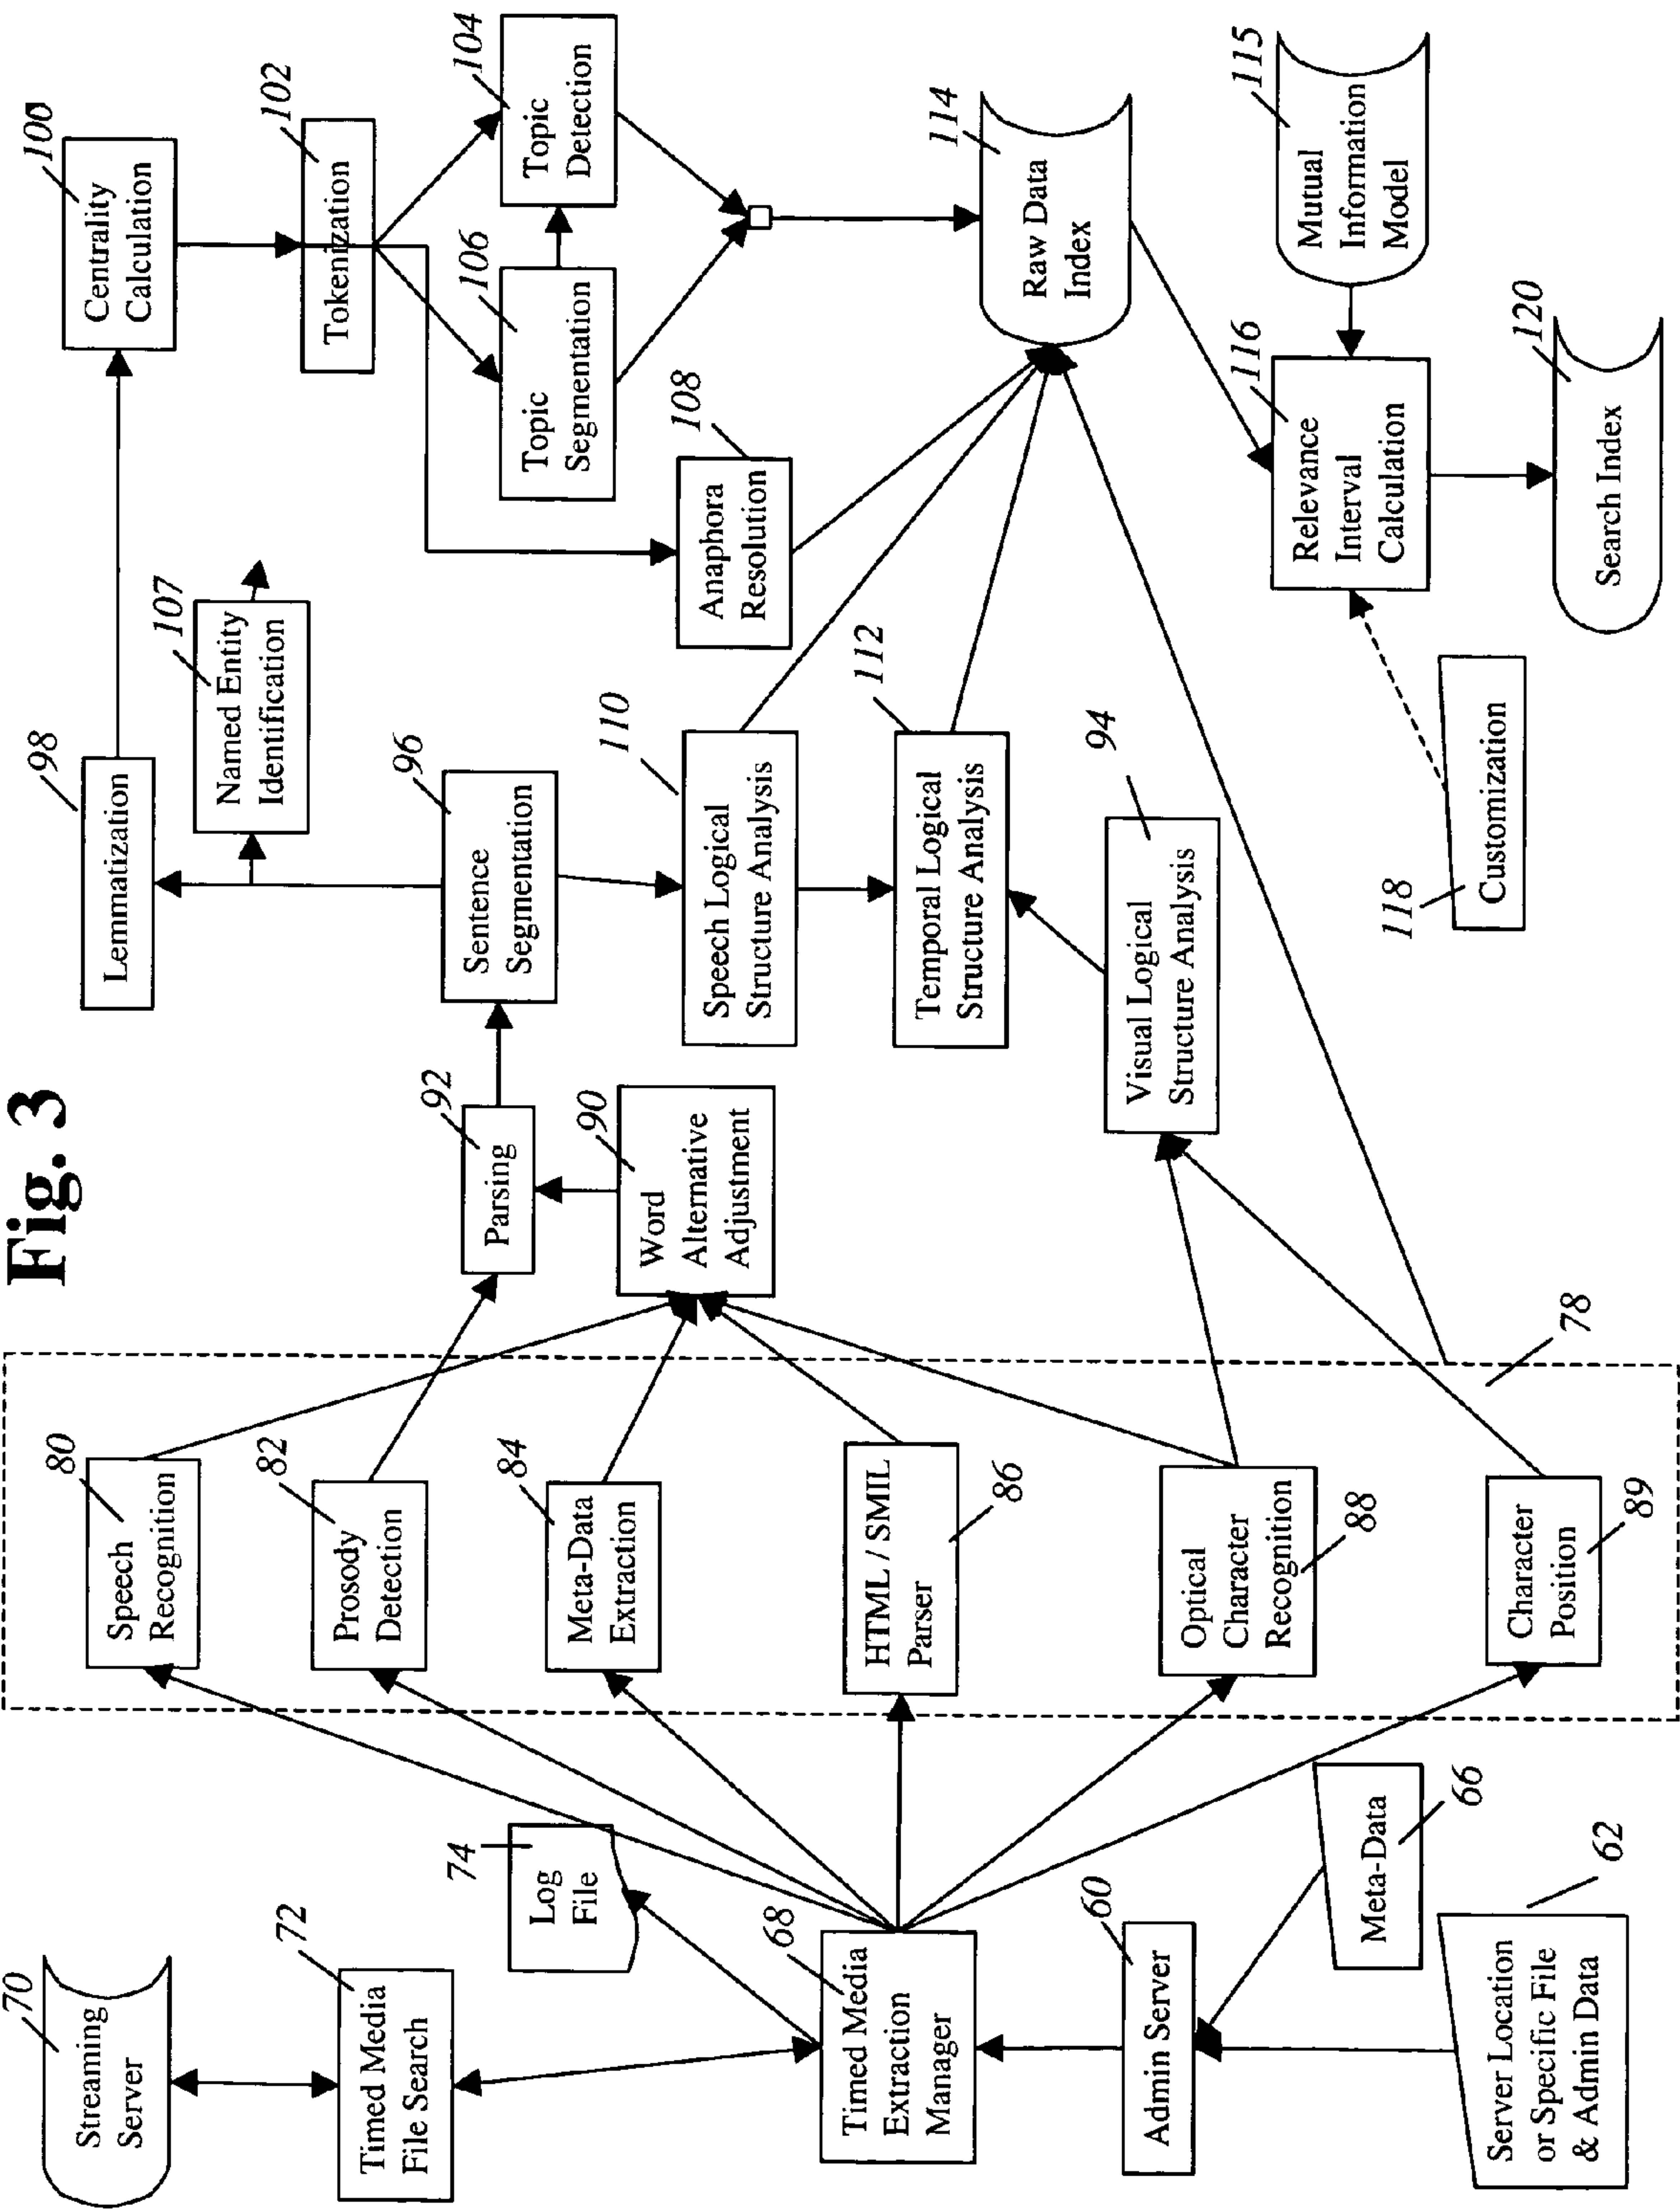 Fig. 3
70
Streaming
Server
72
Timed Media
File Search
74
Log
File
68
Timed Media
Extraction
Manager
60
Admin Server
Meta-Data
66
Server Location
or Specific File
& Admin Data
62
80
Speech
Recognition
82
Prosody
Detection
84
Meta-Data
Extraction
HTML / SMIL
Parser
86
Optical
Character
Recognition
88
Character
Position
89
78
92
Parsing
90
Word
Alternative
Adjustment
98
Lemmatization
107
Named Entity
Identification
96
Sentence
Segmentation
110
Speech Logical
Structure Analysis
112
Temporal Logical
Structure Analysis
94
Visual Logical
Structure Analysis
118
Customization
100
Centrality
Calculation
102
Tokenization
104
Topic
Detection
106
Topic
Segmentation
108
Anaphora
Resolution
114
Raw Data
Index
115
Mutual
Information
Model
116
Relevance
Interval
Calculation
120
Search Index